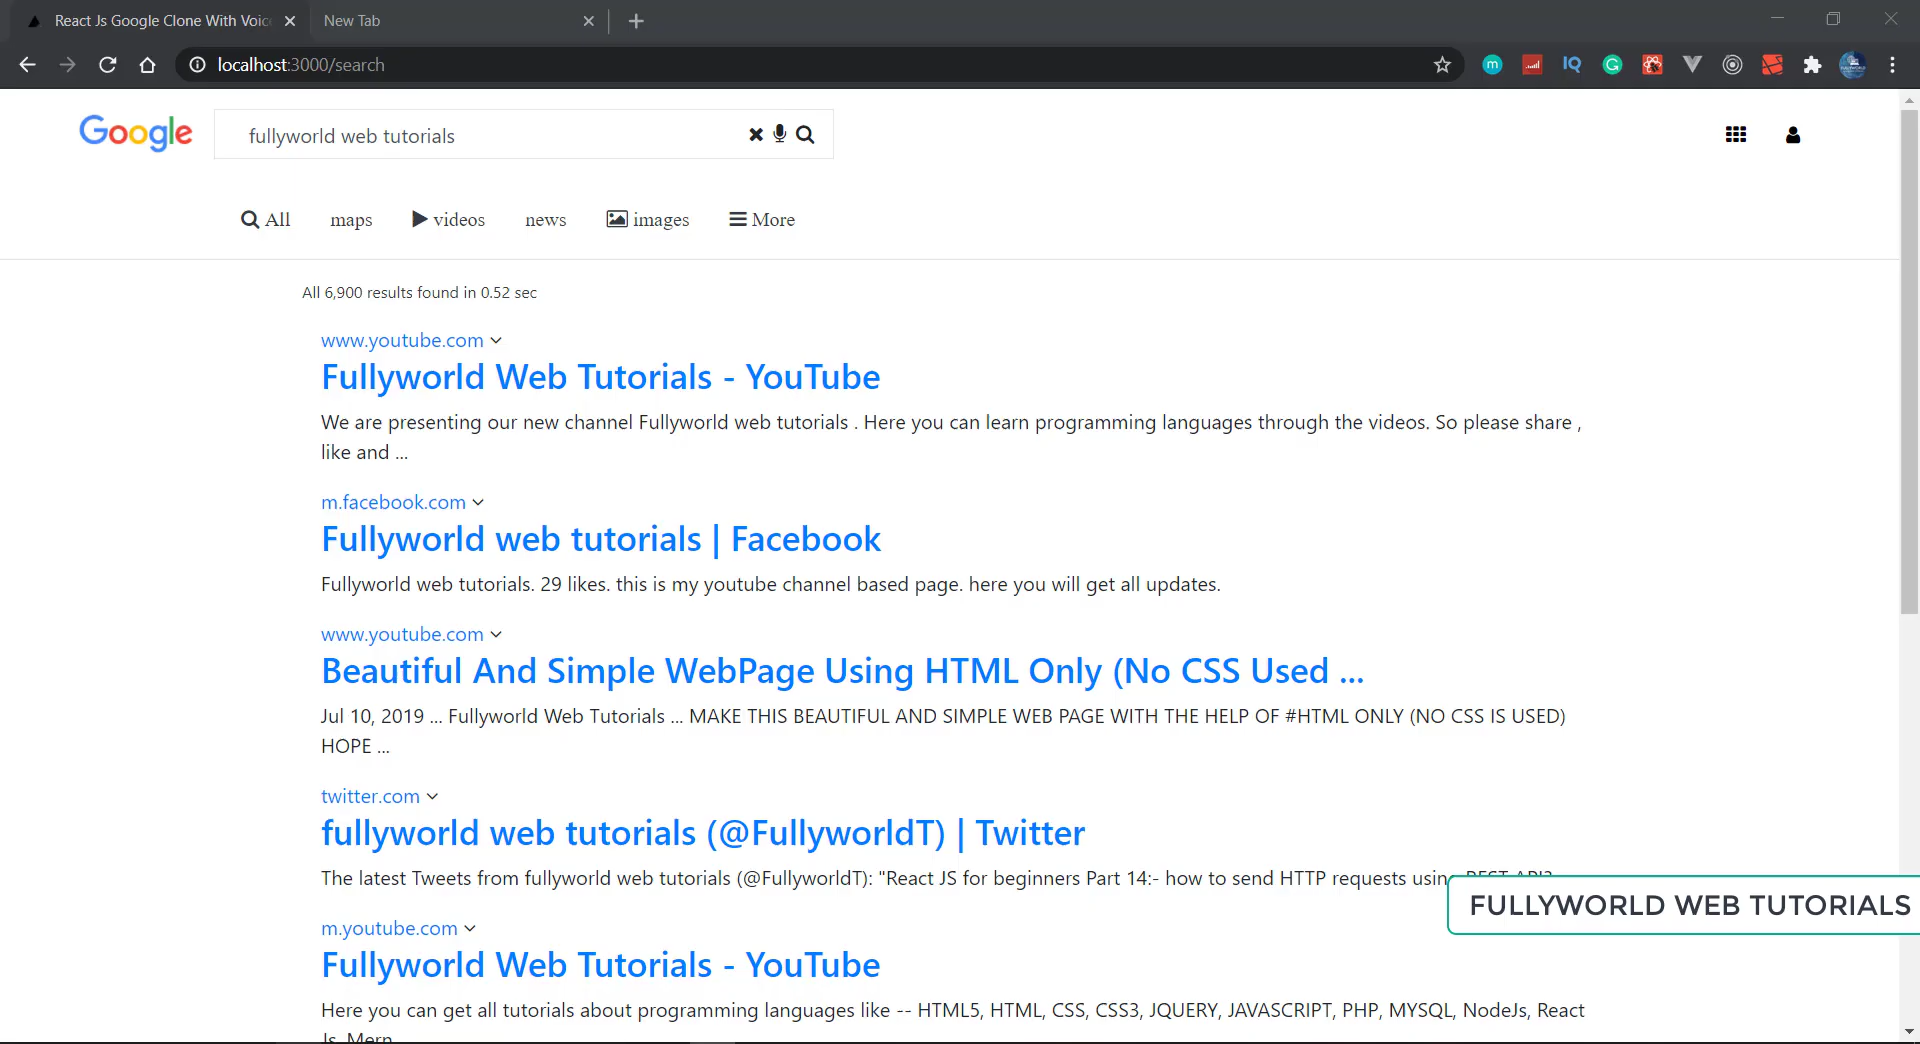 React Js Google Clone With Voic
New Tab
localhost:3000/search
m
IQ
G
Google
fullyworld web tutorials
All
maps
videos
news
images
More
All 6,900 results found in 0.52 sec
www.youtube.com
Fullyworld Web Tutorials - YouTube
We are presenting our new channel Fullyworld web tutorials . Here you can learn programming languages through the videos. So please share ,
like and ...
m.facebook.com
Fullyworld web tutorials | Facebook
Fullyworld web tutorials. 29 likes. this is my youtube channel based page. here you will get all updates.
www.youtube.com
Beautiful And Simple WebPage Using HTML Only (No CSS Used ...
Jul 10, 2019 ... Fullyworld Web Tutorials ... MAKE THIS BEAUTIFUL AND SIMPLE WEB PAGE WITH THE HELP OF #HTML ONLY (NO CSS IS USED)
HOPE ...
twitter.com
fullyworld web tutorials (@FullyworldT) | Twitter
The latest Tweets from fullyworld web tutorials (@FullyworldT): "React JS for beginners Part 14:- how to send HTTP requests using REST API?
FULLYWORLD WEB TUTORIALS
m.youtube.com
Fullyworld Web Tutorials - YouTube
Here you can get all tutorials about programming languages like -- HTML5, HTML, CSS, CSS3, JQUERY, JAVASCRIPT, PHP, MYSQL, NodeJs, React
Js, Mern